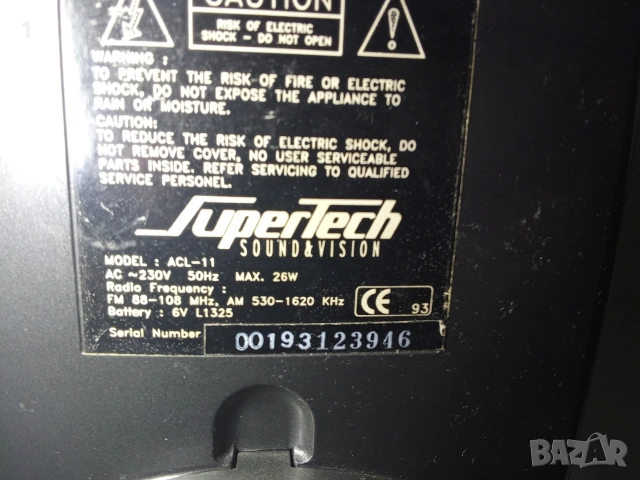 1
CAUTION
RISK OF ELECTRIC
SHOCK - DO NOT OPEN
WARNING :
TO PREVENT THE RISK OF FIRE OR ELECTRIC
SHOCK, DO NOT EXPOSE THE APPLIANCE TO
RAIN OR MOISTURE.
CAUTION:
TO REDUCE THE RISK OF ELECTRIC SHOCK, DO
NOT REMOVE COVER, NO USER SERVICEABLE
PARTS INSIDE. REFER SERVICING TO QUALIFIED
SERVICE PERSONEL.
SuperTech
SOUND&VISION
MODEL : ACL-11
AC ~230V 50Hz MAX. 26W
Radio Frequency :
FM 88-108 MHz, AM 530-1620 KHz
Battery : 6V L1325
CE 93
Serial Number 00193123946
BAZAR